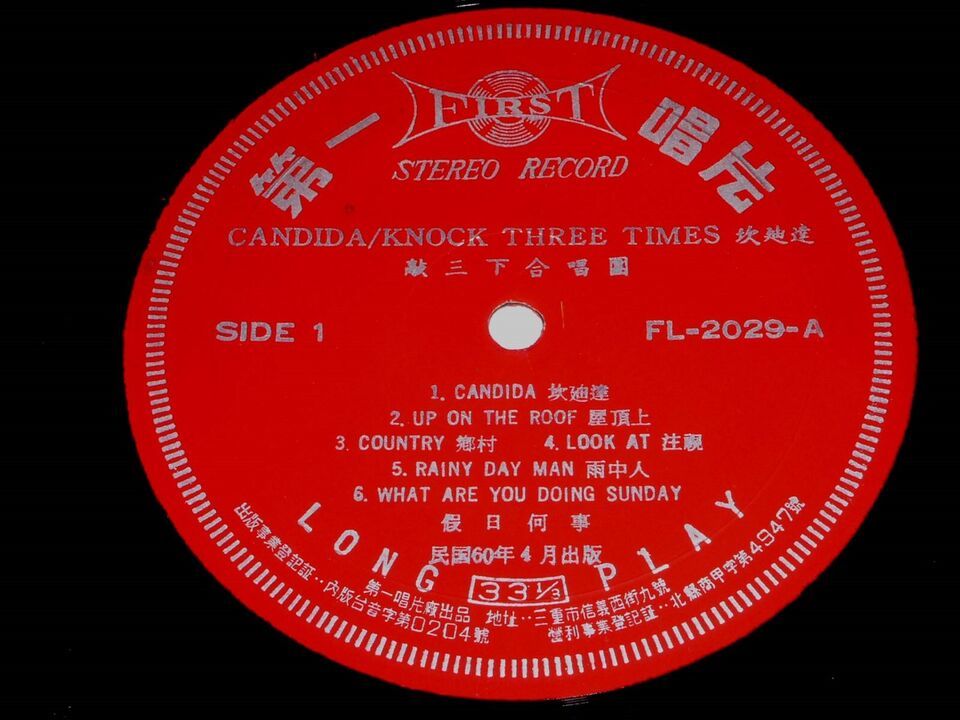 FIRST
第一唱片
STEREO RECORD
CANDIDA/KNOCK THREE TIMES 坎廸達
敲三下合唱團
SIDE 1
FL-2029-A
1. CANDIDA 坎廸達
2. UP ON THE ROOF 屋頂上
3. COUNTRY 鄉村 4. LOOK AT 注視
5. RAINY DAY MAN 雨中人
6. WHAT ARE YOU DOING SUNDAY
假日何事
民国60年4月出版
LONG PLAY
33 1/3
出版事業登記証‥內版台音字第0204號
第一唱片廠出品 地址‥三重市信義西街九號
營利事業登記証‥北縣商甲字第4947號